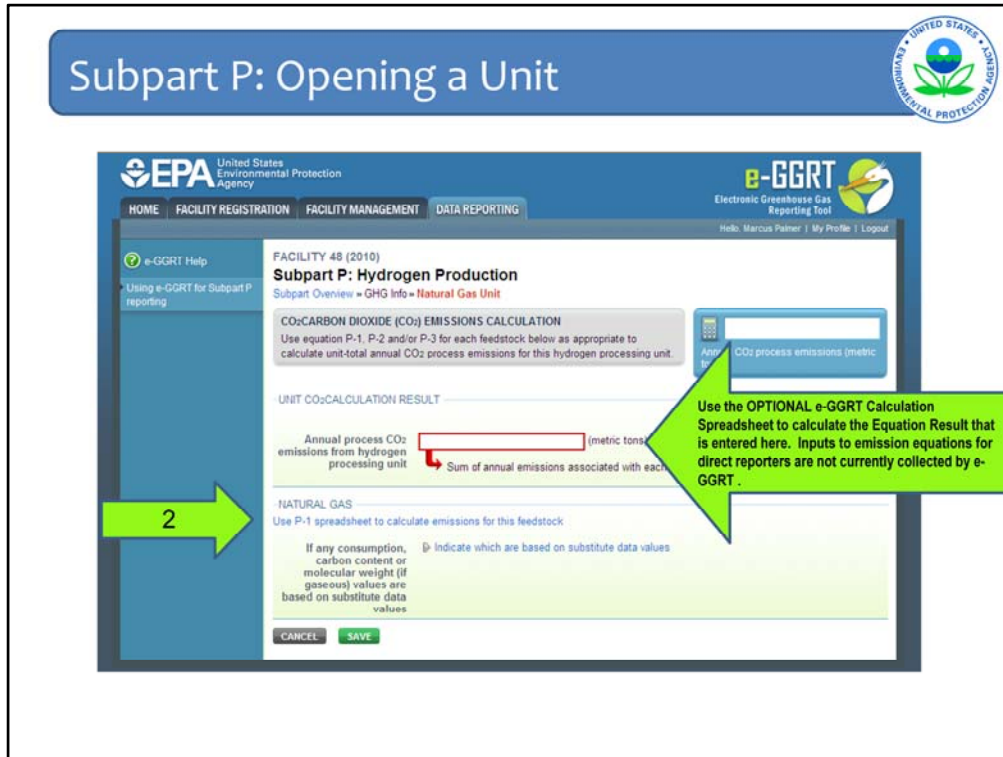 Subpart P: Opening a Unit
UNITED STATES
ENVIRONMENTAL PROTECTION AGENCY
EPA United States
Environmental Protection
Agency
e-GGRT
Electronic Greenhouse Gas
Reporting Tool
HOME FACILITY REGISTRATION FACILITY MANAGEMENT DATA REPORTING
Hello, Marcus Palmer | My Profile | Logout
e-GGRT Help
Using e-GGRT for Subpart P
reporting
FACILITY 48 (2010)
Subpart P: Hydrogen Production
Subpart Overview » GHG Info » Natural Gas Unit
CO2CARBON DIOXIDE (CO2) EMISSIONS CALCULATION
Use equation P-1, P-2 and/or P-3 for each feedstock below as appropriate to
calculate unit-total annual CO2 process emissions for this hydrogen processing unit.
CO2 process emissions (metric
UNIT CO2CALCULATION RESULT
Annual process CO2
emissions from hydrogen
processing unit
(metric tons)
Sum of annual emissions associated with each
Use the OPTIONAL e-GGRT Calculation
Spreadsheet to calculate the Equation Result that
is entered here. Inputs to emission equations for
direct reporters are not currently collected by e-
GGRT .
2
NATURAL GAS
Use P-1 spreadsheet to calculate emissions for this feedstock
If any consumption,
carbon content or
molecular weight (if
gaseous) values are
based on substitute data
values
Indicate which are based on substitute data values
CANCEL SAVE